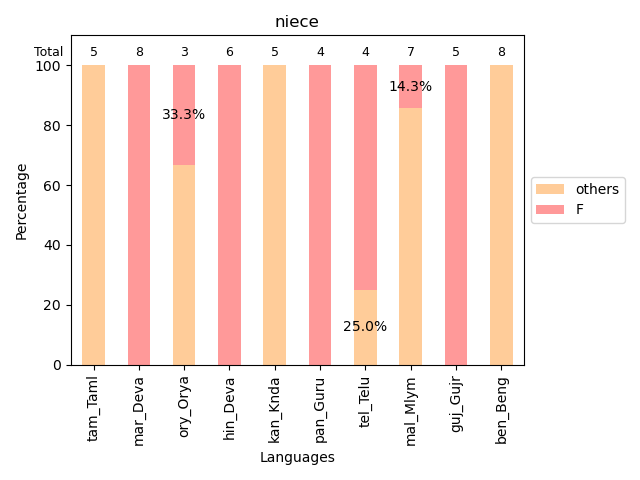 niece
Total 5 8 3 6 5 4 4 7 5 8
100
80
60
40
20
0
Percentage
33.3%
14.3%
25.0%
others
F
tam_Taml
mar_Deva
ory_Orya
hin_Deva
kan_Knda
pan_Guru
tel_Telu
mal_Mlym
guj_Gujr
ben_Beng
Languages